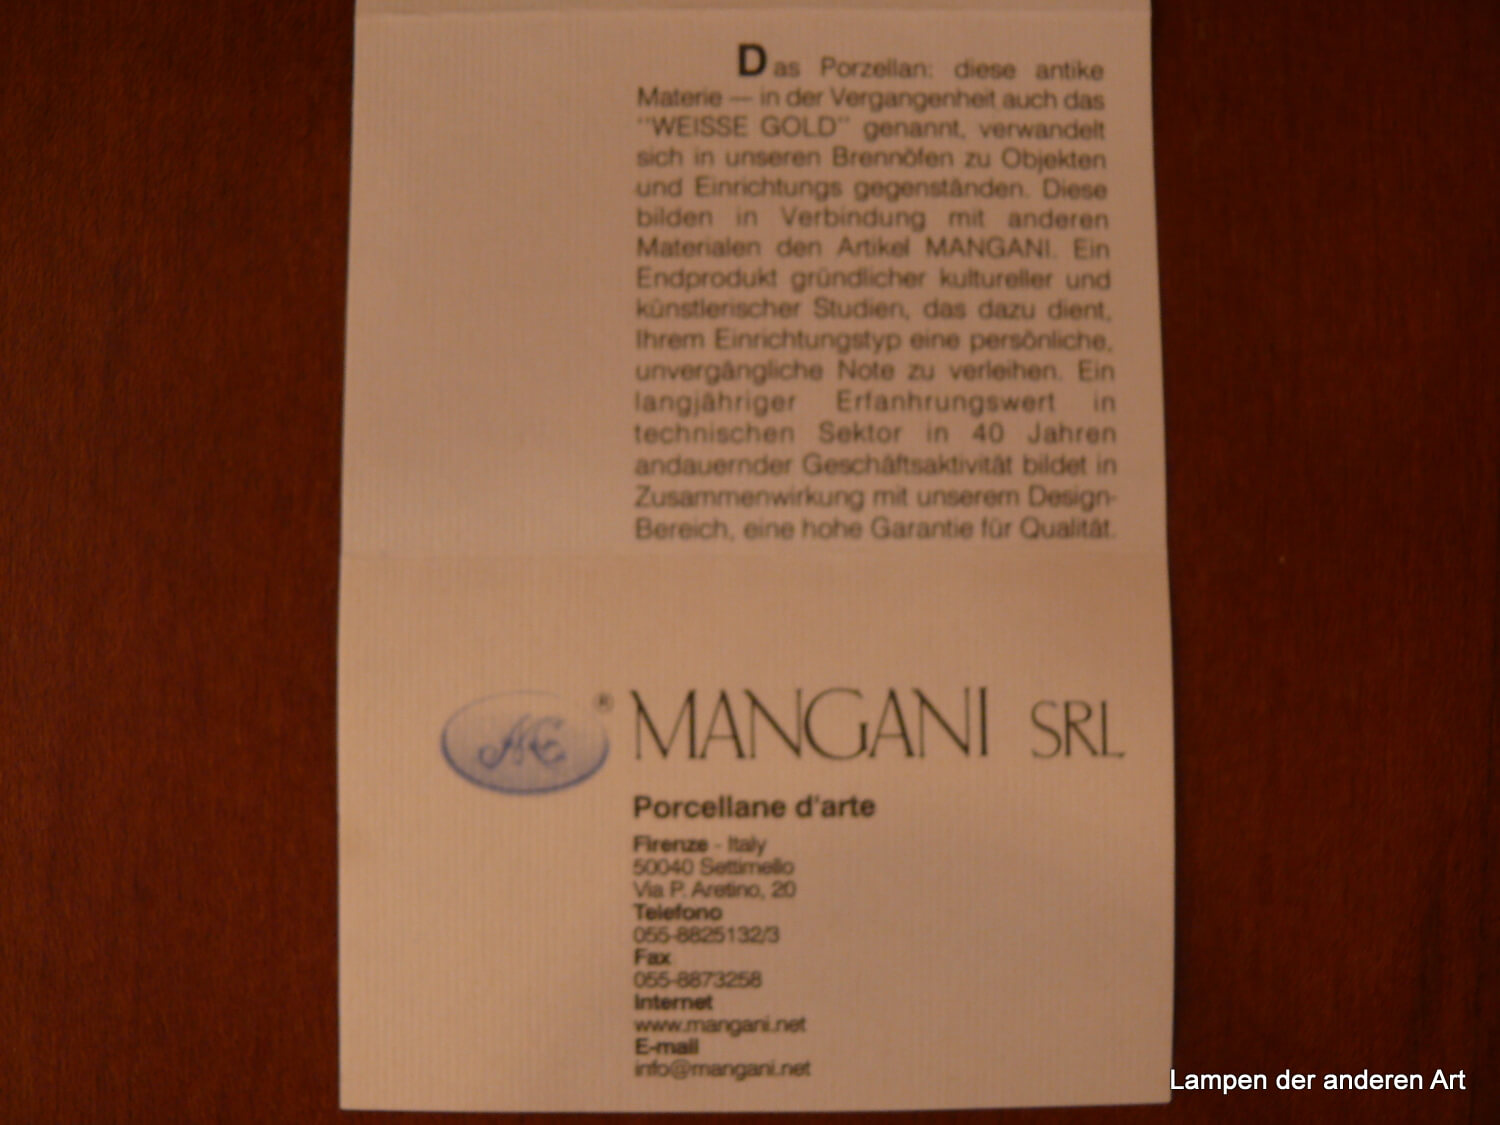 Das Porzellan: diese antike
Materie — in der Vergangenheit auch das
"WEISSE GOLD" genannt, verwandelt
sich in unseren Brennöfen zu Objekten
und Einrichtungs gegenständen. Diese
bilden in Verbindung mit anderen
Materialen den Artikel MANGANI. Ein
Endprodukt gründlicher kultureller und
künstlerischer Studien, das dazu dient,
Ihrem Einrichtungstyp eine persönliche,
unvergängliche Note zu verleihen. Ein
langjähriger Erfanhrungswert in
technischen Sektor in 40 Jahren
andauernder Geschäftsaktivität bildet in
Zusammenwirkung mit unserem Design-
Bereich, eine hohe Garantie für Qualität.
® MANGANI SRL
Porcellane d'arte
Firenze - Italy
50040 Settimello
Via P. Aretino, 20
Telefono
055-8825132/3
Fax
055-8873258
Internet
www.mangani.net
E-mail
info@mangani.net
Lampen der anderen Art